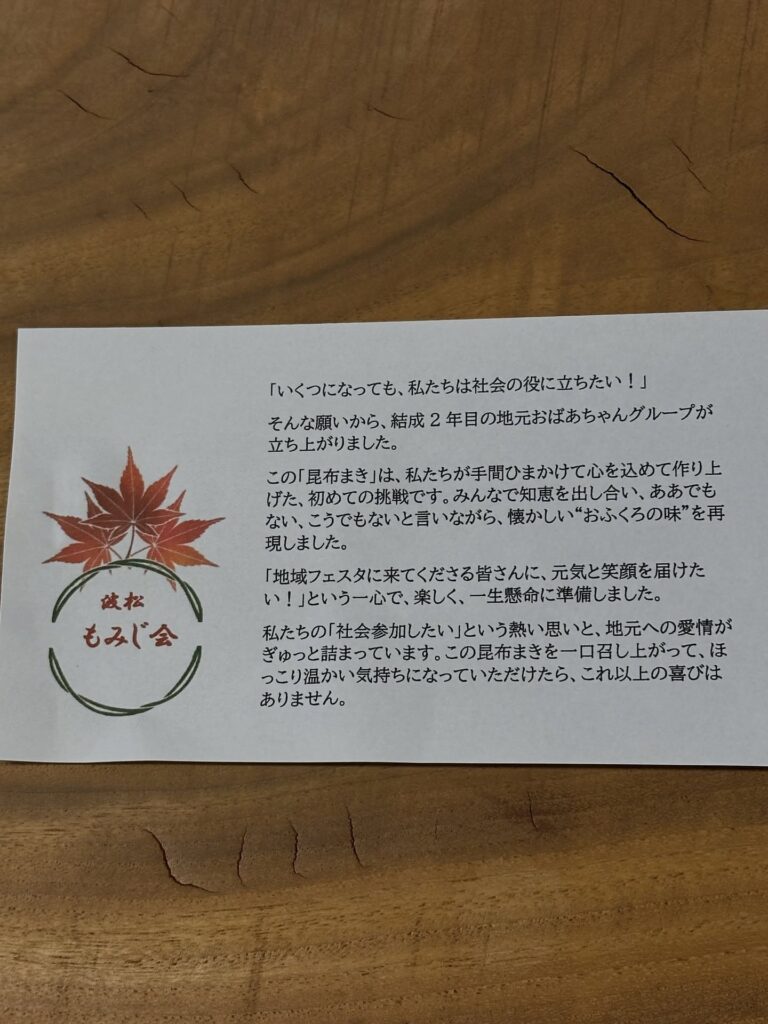 「いくつになっても、私たちは社会の役に立ちたい！」
そんな願いから、結成２年目の地元おばあちゃんグループが
立ち上がりました。
この「昆布まき」は、私たちが手間ひまかけて心を込めて作り上
げた、初めての挑戦です。みんなで知恵を出し合い、ああでも
ない、こうでもないと言いながら、懐かしい“おふくろの味”を再
現しました。
「地域フェスタに来てくださる皆さんに、元気と笑顔を届けた
い！」という一心で、楽しく、一生懸命に準備しました。
私たちの「社会参加したい」という熱い思いと、地元への愛情が
ぎゅっと詰まっています。この昆布まきを一口召し上がって、ほ
っこり温かい気持ちになっていただけたら、これ以上の喜びは
ありません。
波松
もみじ会